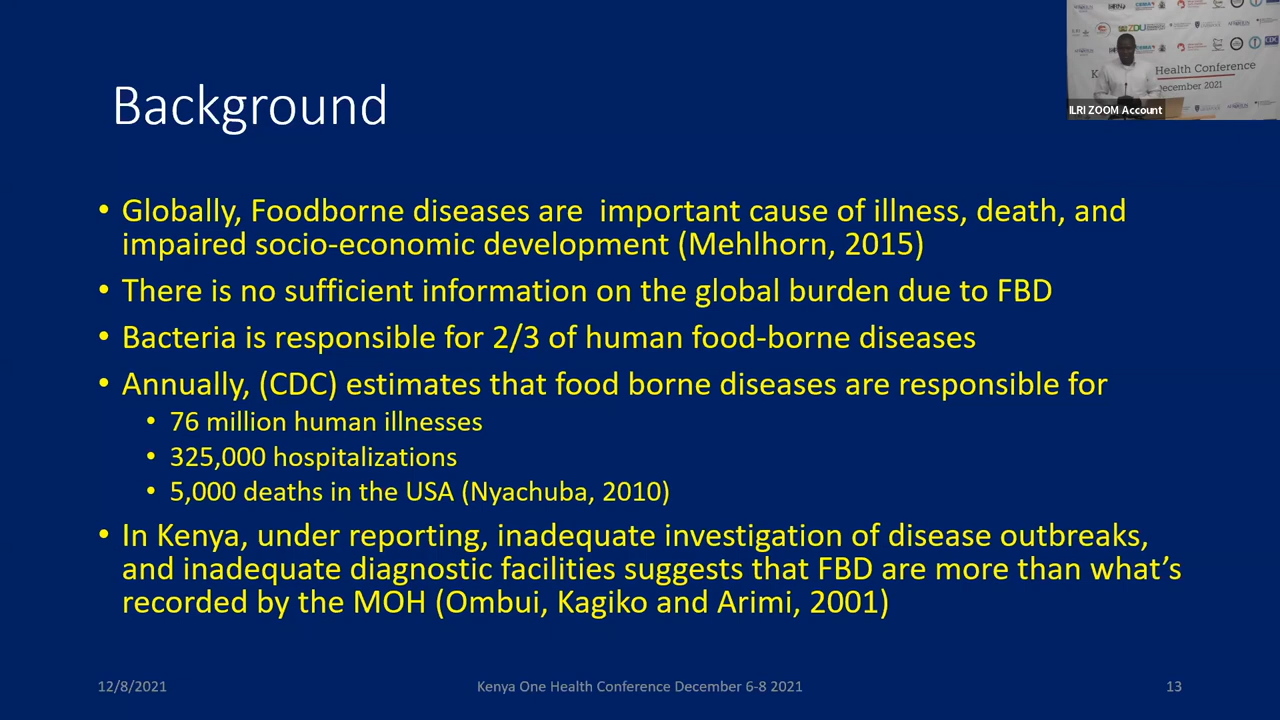 Background
• Globally, Foodborne diseases are  important cause of illness, death, and
impaired socio-economic development (Mehlhorn, 2015)
• There is no sufficient information on the global burden due to FBD
• Bacteria is responsible for 2/3 of human food-borne diseases
• Annually, (CDC) estimates that food borne diseases are responsible for
• 76 million human illnesses
• 325,000 hospitalizations
• 5,000 deaths in the USA (Nyachuba, 2010)
• In Kenya, under reporting, inadequate investigation of disease outbreaks,
and inadequate diagnostic facilities suggests that FBD are more than what's
recorded by the MOH (Ombui, Kagiko and Arimi, 2001)
12/8/2021
Kenya One Health Conference December 6-8 2021
13
ZDU
Health Conference
December 2021
ILRI ZOOM Account